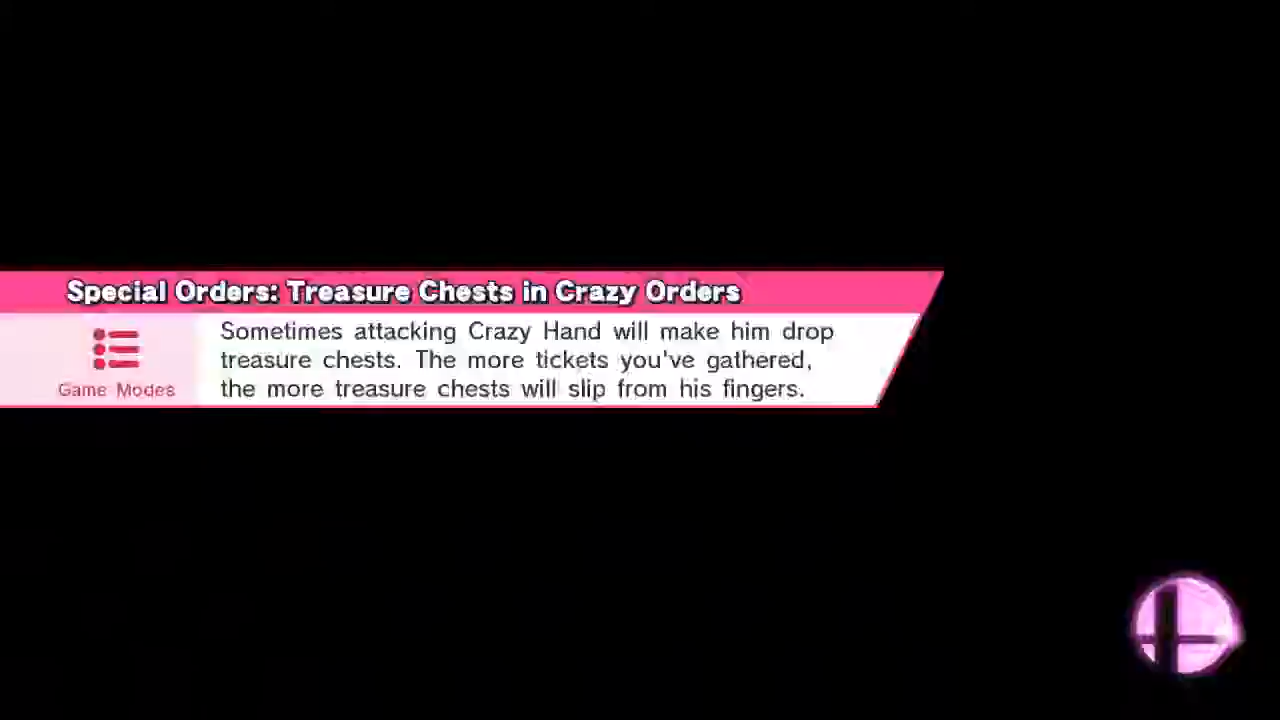 Special Orders: Treasure Chests in Crazy Orders
Sometimes attacking Crazy Hand will make him drop
treasure chests. The more tickets you've gathered,
the more treasure chests will slip from his fingers.
Game Modes